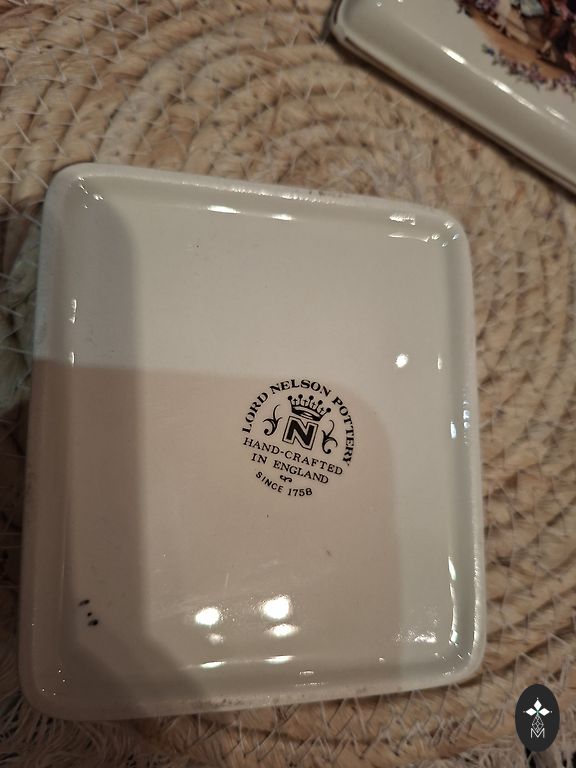 LORD NELSON POTTERY
N
HAND-CRAFTED
IN ENGLAND
SINCE 1758
M